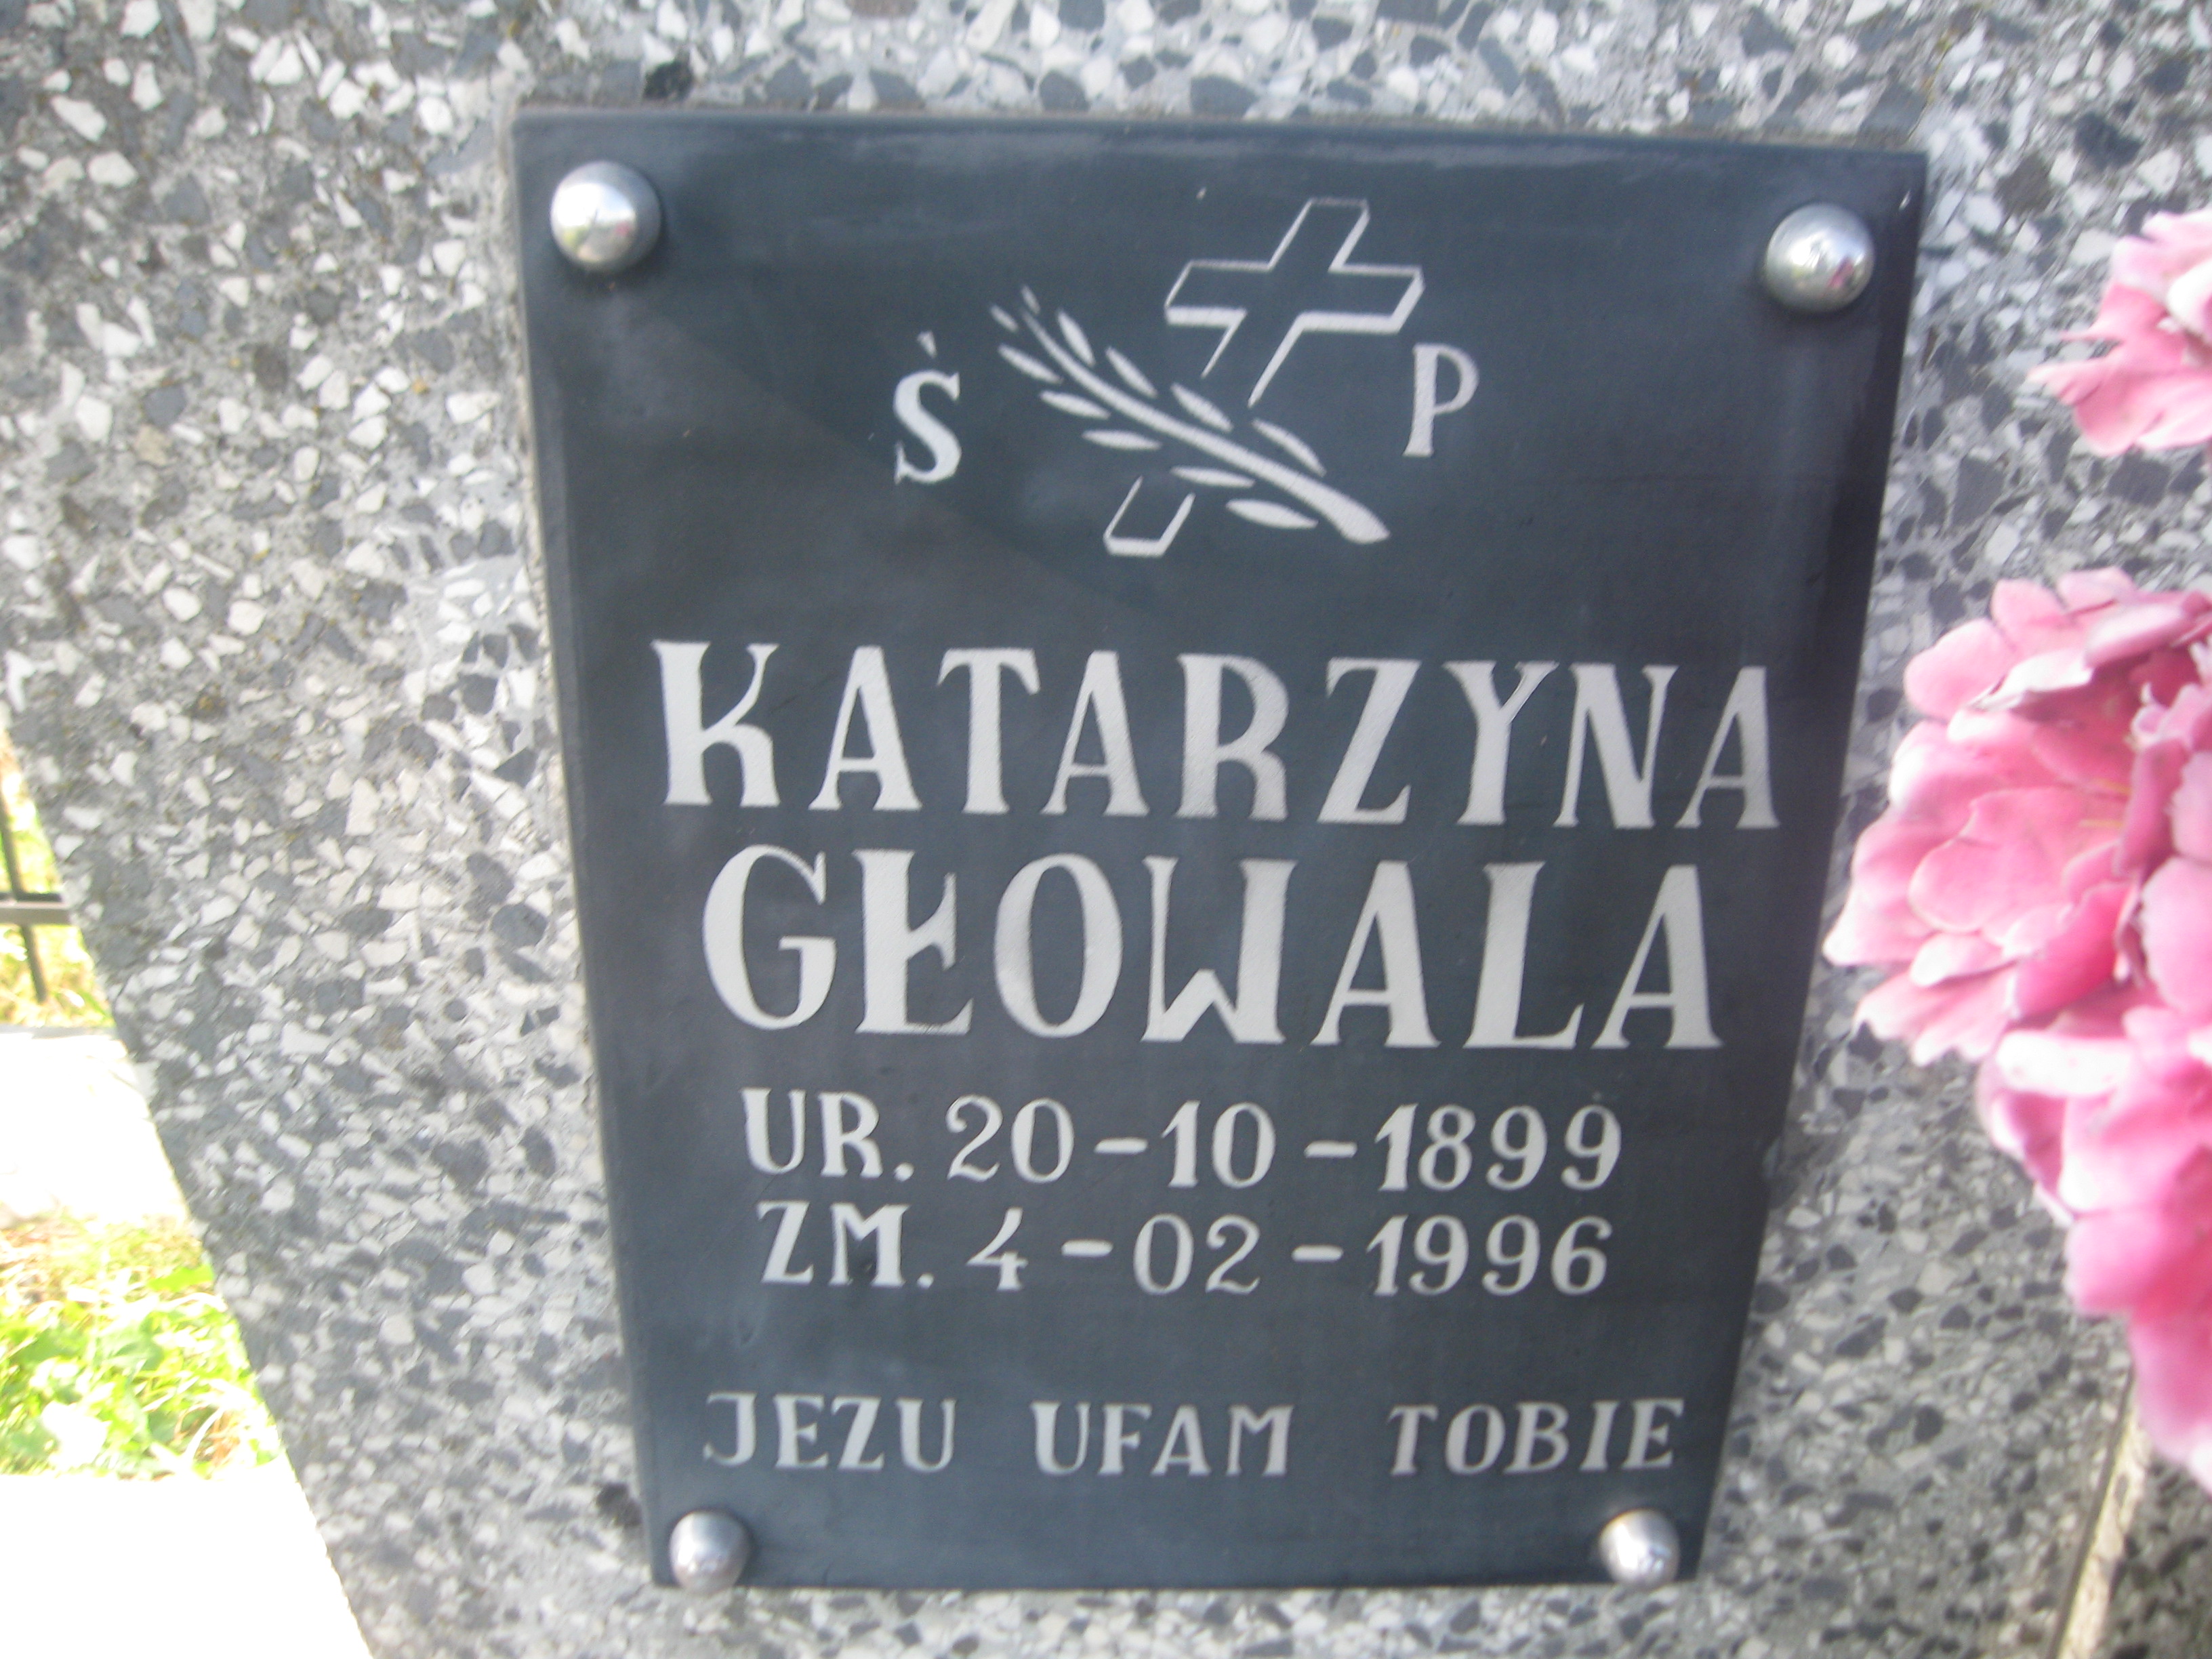 Ś P
KATARZYNA
GŁOWALA
UR. 20-10-1899
ZM. 4-02-1996
JEZU UFAM TOBIE